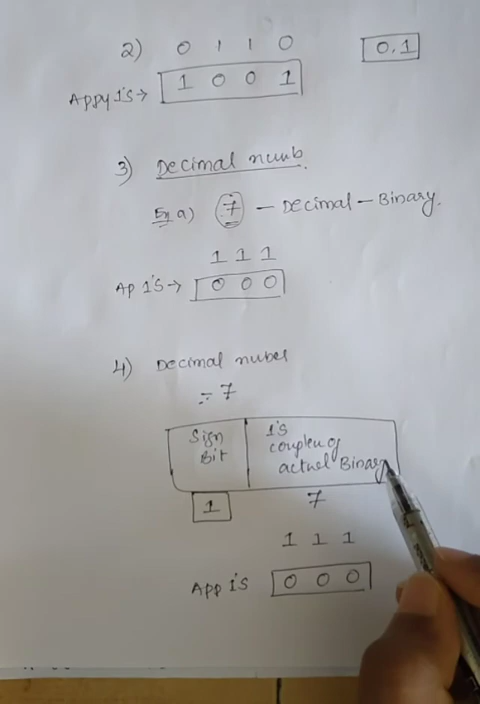 2) 0 1 1 0
0,1
Appy 1's → 1 0 0 1
3) Decimal numb.
Ex a) 7 - Decimal - Binary.
1 1 1
Ap 1's → 0 0 0
4) Decimal nuber
- 7
Sign Bit
1's
couplen of
actual Binary
1
7
1 1 1
App 1's 0 0 0